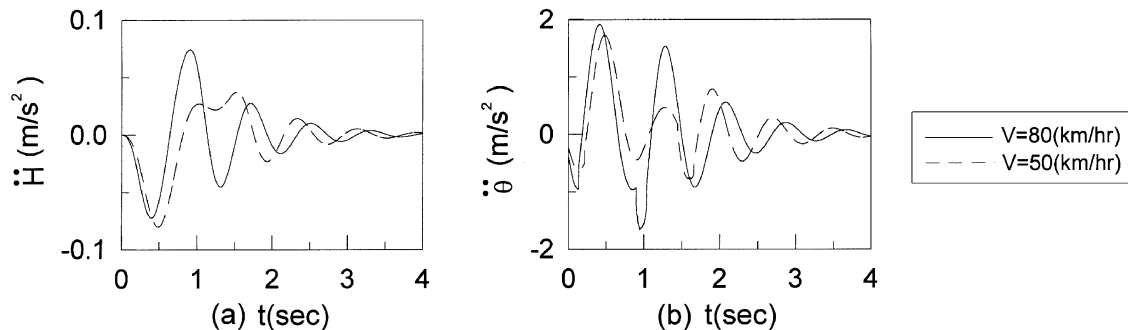 0.1
0.0
-0.1
Ḧ (m/s²)
0 1 2 3 4
(a) t(sec)
2
0
-2
θ̈ (m/s²)
0 1 2 3 4
(b) t(sec)
V=80(km/hr)
V=50(km/hr)